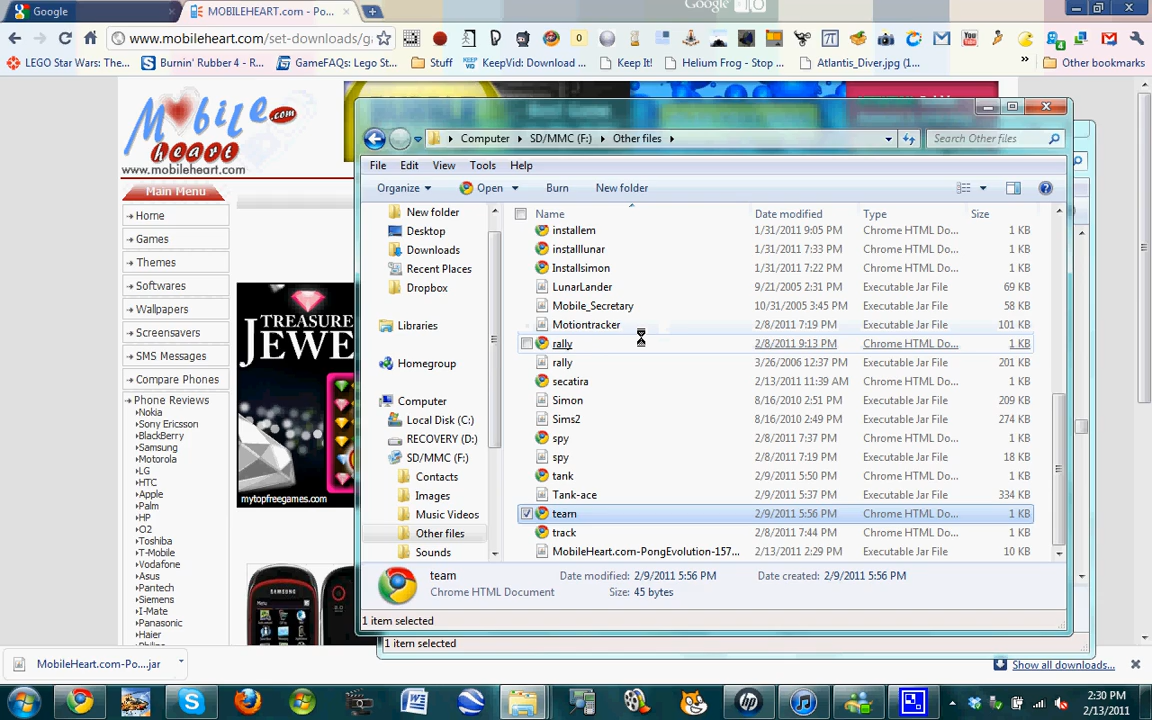 Google
MOBILEHEART.com - Po...
Google
www.mobileheart.com/set-downloads/ga
LEGO Star Wars: The...
Burnin' Rubber 4 - R...
GameFAQs: Lego St...
Stuff
KeepVid: Download ...
Keep It!
Helium Frog - Stop ...
Atlantis_Diver.jpg (1...
Other bookmarks
Mobile .com
heart
www.mobileheart.com
Main Menu
Home
Games
Themes
Softwares
Wallpapers
Screensavers
SMS Messages
Compare Phones
Phone Reviews
Nokia
Sony Ericsson
BlackBerry
Samsung
Motorola
LG
HTC
Apple
Palm
HP
O2
Toshiba
T-Mobile
Vodafone
Asus
Pantech
Siemens
I-Mate
Panasonic
Haier
TREASURE
JEWE
mytopfreegames.com
Computer SD/MMC (F:) Other files
Search Other files
File Edit View Tools Help
Organize Open Burn New folder
New folder
Desktop
Downloads
Recent Places
Dropbox
Libraries
Homegroup
Computer
Local Disk (C:)
RECOVERY (D:)
SD/MMC (F:)
Contacts
Images
Music Videos
Other files
Sounds
Name Date modified Type Size
installem 1/31/2011 9:05 PM Chrome HTML Do... 1 KB
installlunar 1/31/2011 7:33 PM Chrome HTML Do... 1 KB
Installsimon 1/31/2011 7:22 PM Chrome HTML Do... 1 KB
LunarLander 9/21/2005 2:31 PM Executable Jar File 69 KB
Mobile_Secretary 10/31/2005 3:45 PM Executable Jar File 58 KB
Motiontracker 2/8/2011 7:19 PM Executable Jar File 101 KB
rally 2/8/2011 9:13 PM Chrome HTML Do... 1 KB
rally 3/26/2006 12:37 PM Executable Jar File 201 KB
secatira 2/13/2011 11:39 AM Chrome HTML Do... 1 KB
Simon 8/16/2010 2:51 PM Executable Jar File 209 KB
Sims2 8/16/2010 2:49 PM Executable Jar File 274 KB
spy 2/8/2011 7:37 PM Chrome HTML Do... 1 KB
spy 2/8/2011 7:19 PM Executable Jar File 18 KB
tank 2/9/2011 5:50 PM Chrome HTML Do... 1 KB
Tank-ace 2/9/2011 5:37 PM Executable Jar File 334 KB
team 2/9/2011 5:56 PM Chrome HTML Do... 1 KB
track 2/8/2011 7:44 PM Chrome HTML Do... 1 KB
MobileHeart.com-PongEvolution-157... 2/13/2011 2:29 PM Executable Jar File 10 KB
team Date modified: 2/9/2011 5:56 PM Date created: 2/9/2011 5:56 PM
Chrome HTML Document Size: 45 bytes
1 item selected
1 item selected
MobileHeart.com-Po....jar
Show all downloads...
2:30 PM
2/13/2011